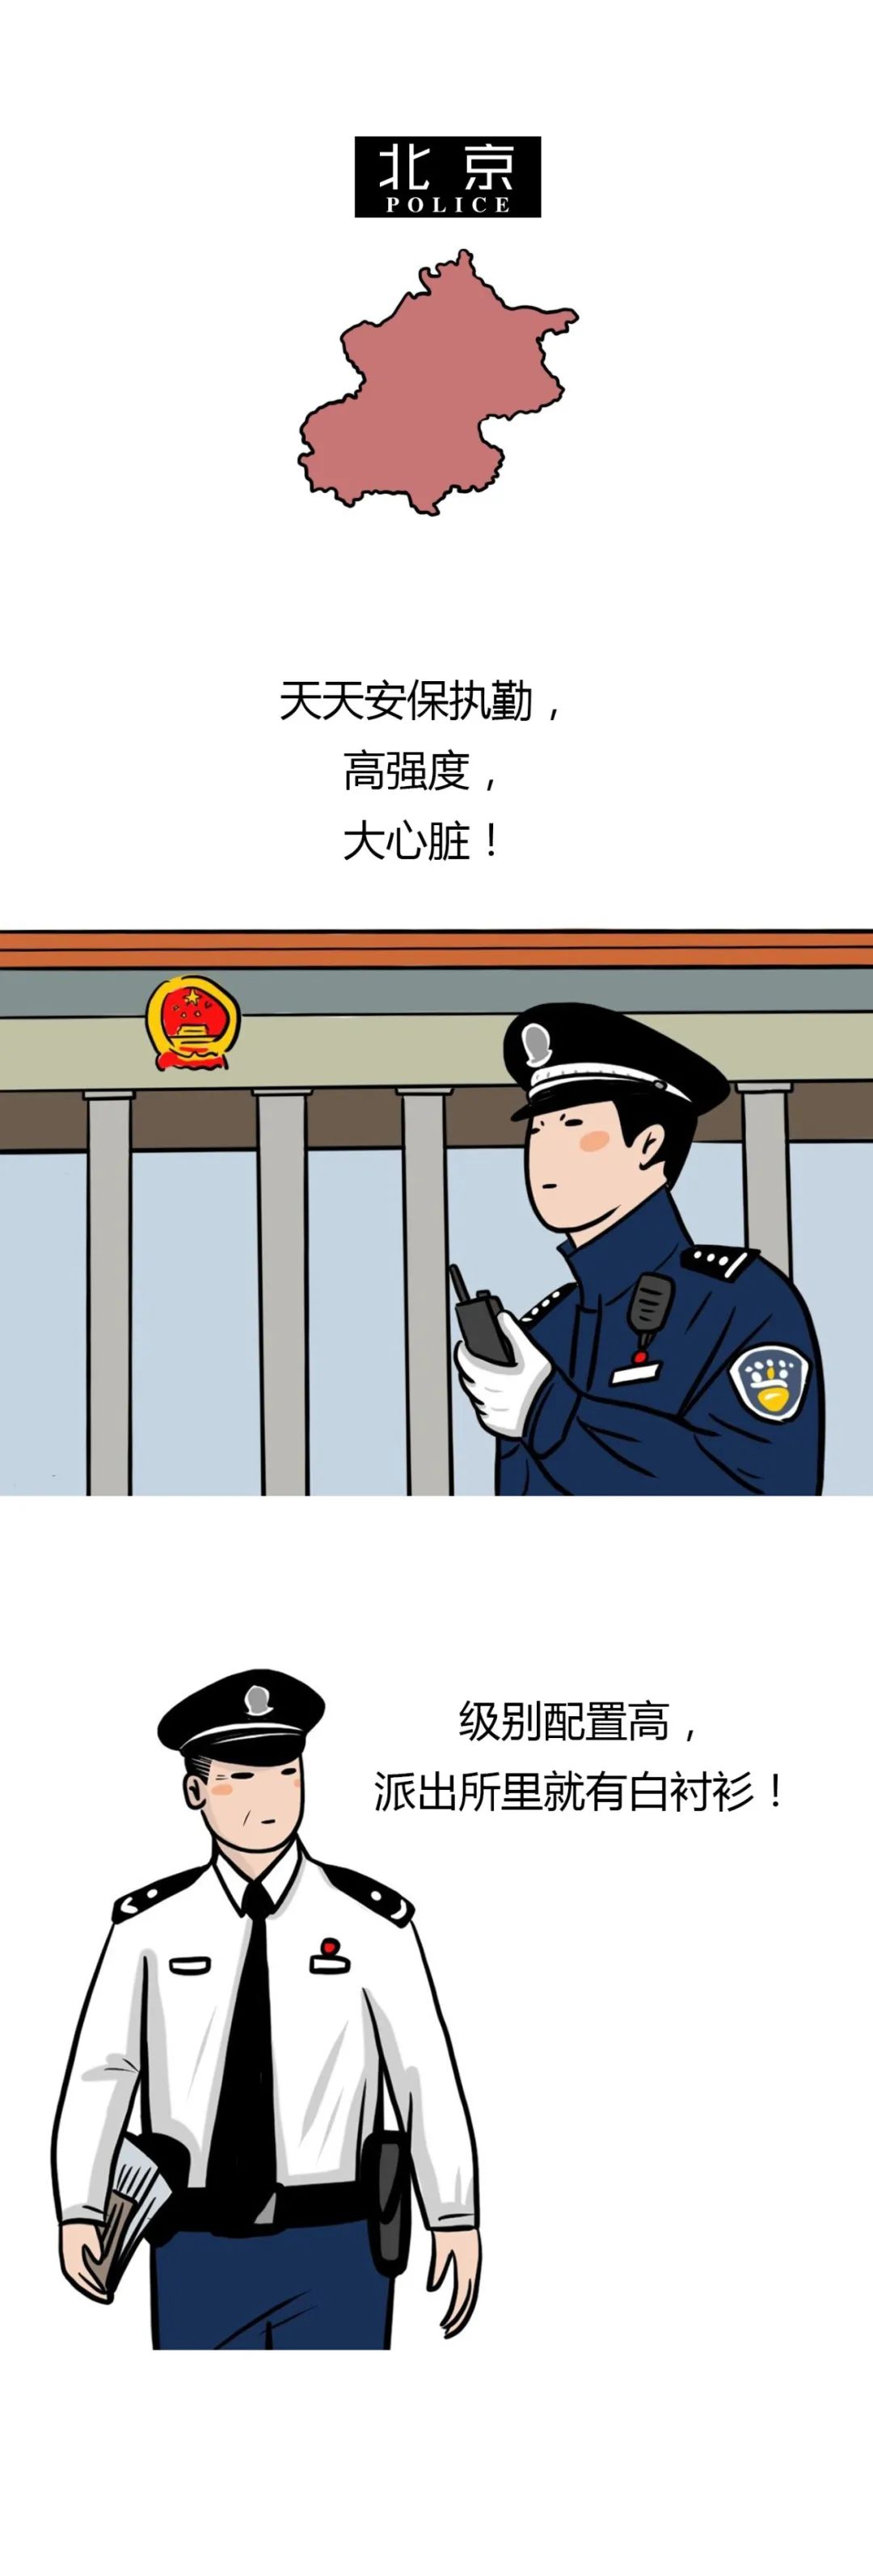 北京
POLICE
天天安保执勤，
高强度，
大心脏！
级别配置高，
派出所里就有白衬衫！